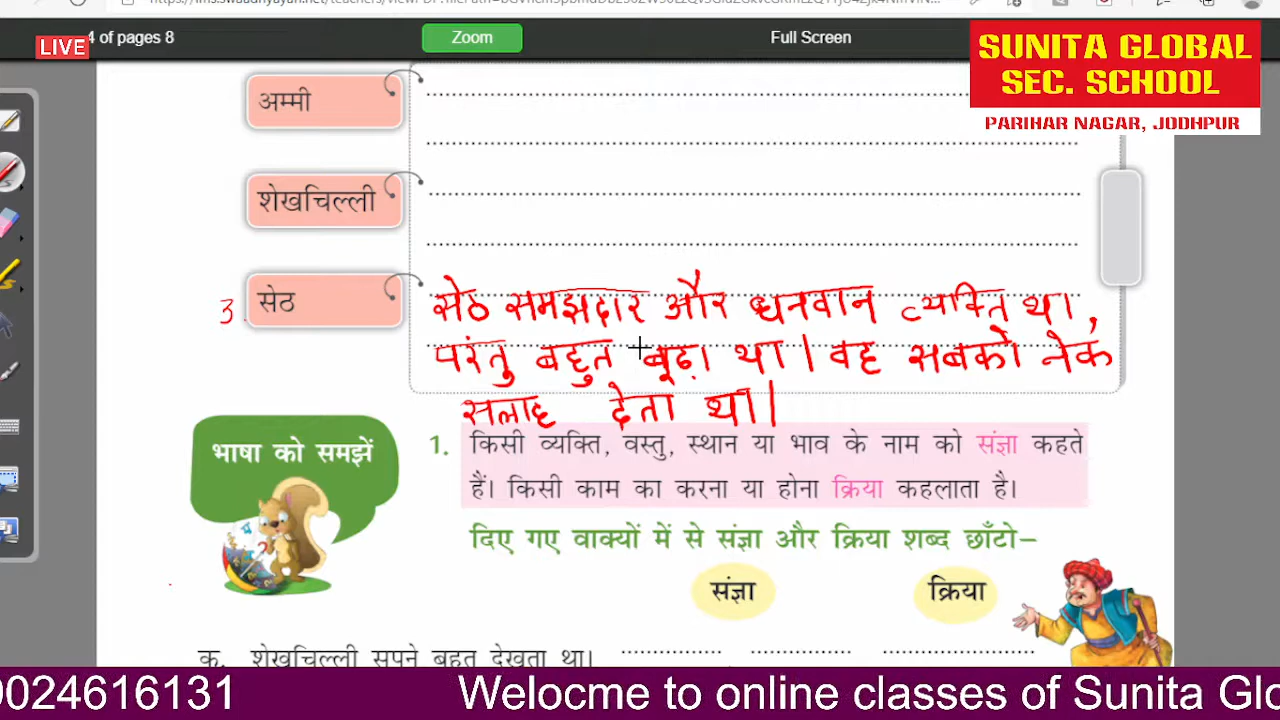 LIVE
4 of pages 8
Zoom
Full Screen
SUNITA GLOBAL
SEC. SCHOOL
PARIHAR NAGAR, JODHPUR
अम्मी
शेखचिल्ली
3. सेठ
सेठ समझदार और धनवान व्यक्ति था,
परंतु बहुत बूढ़ा था। वह सबको नेक
सलाह देता था।
भाषा को समझें
1. किसी व्यक्ति, वस्तु, स्थान या भाव के नाम को संज्ञा कहते
हैं। किसी काम का करना या होना क्रिया कहलाता है।
दिए गए वाक्यों में से संज्ञा और क्रिया शब्द छाँटो–
संज्ञा
क्रिया
क. शेखचिल्ली सपने बहुत देखता था।
9024616131 Welocme to online classes of Sunita Glo